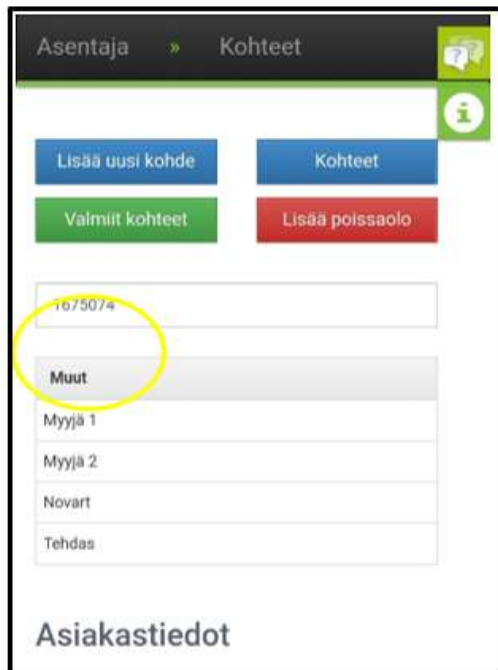 Asentaja » Kohteet
Lisää uusi kohde Kohteet
Valmiit kohteet Lisää poissaolo
1675074
Muut
Myyjä 1
Myyjä 2
Novart
Tehdas
Asiakastiedot